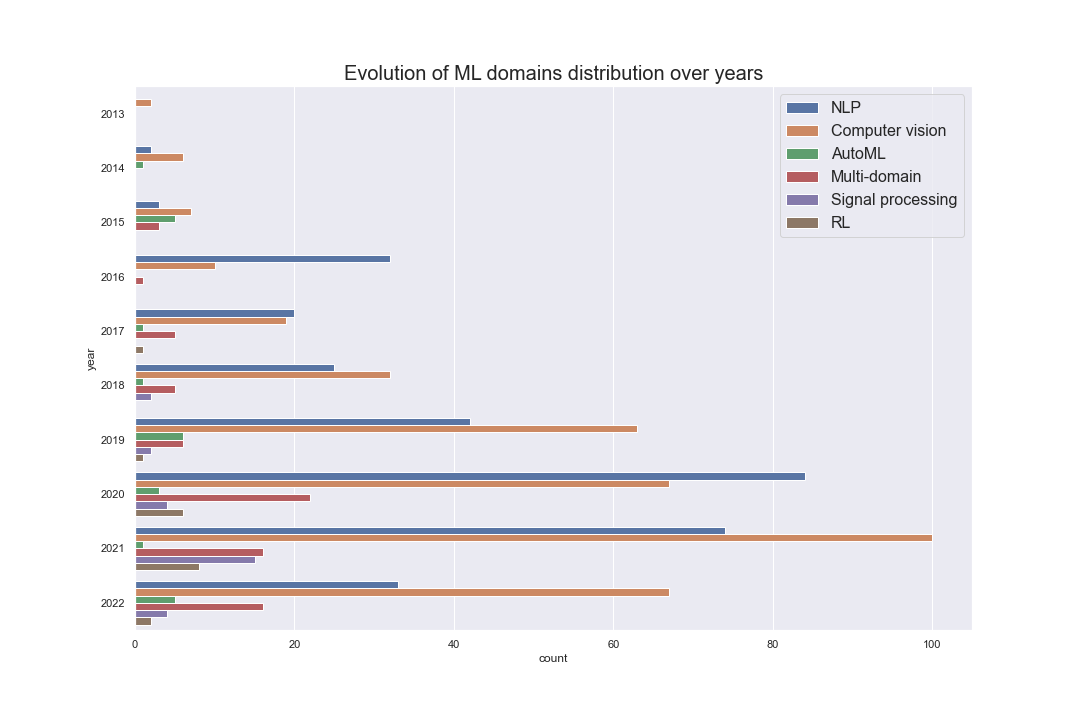 Evolution of ML domains distribution over years
NLP
Computer vision
AutoML
Multi-domain
Signal processing
RL
year
2013
2014
2015
2016
2017
2018
2019
2020
2021
2022
0 20 40 60 80 100
count